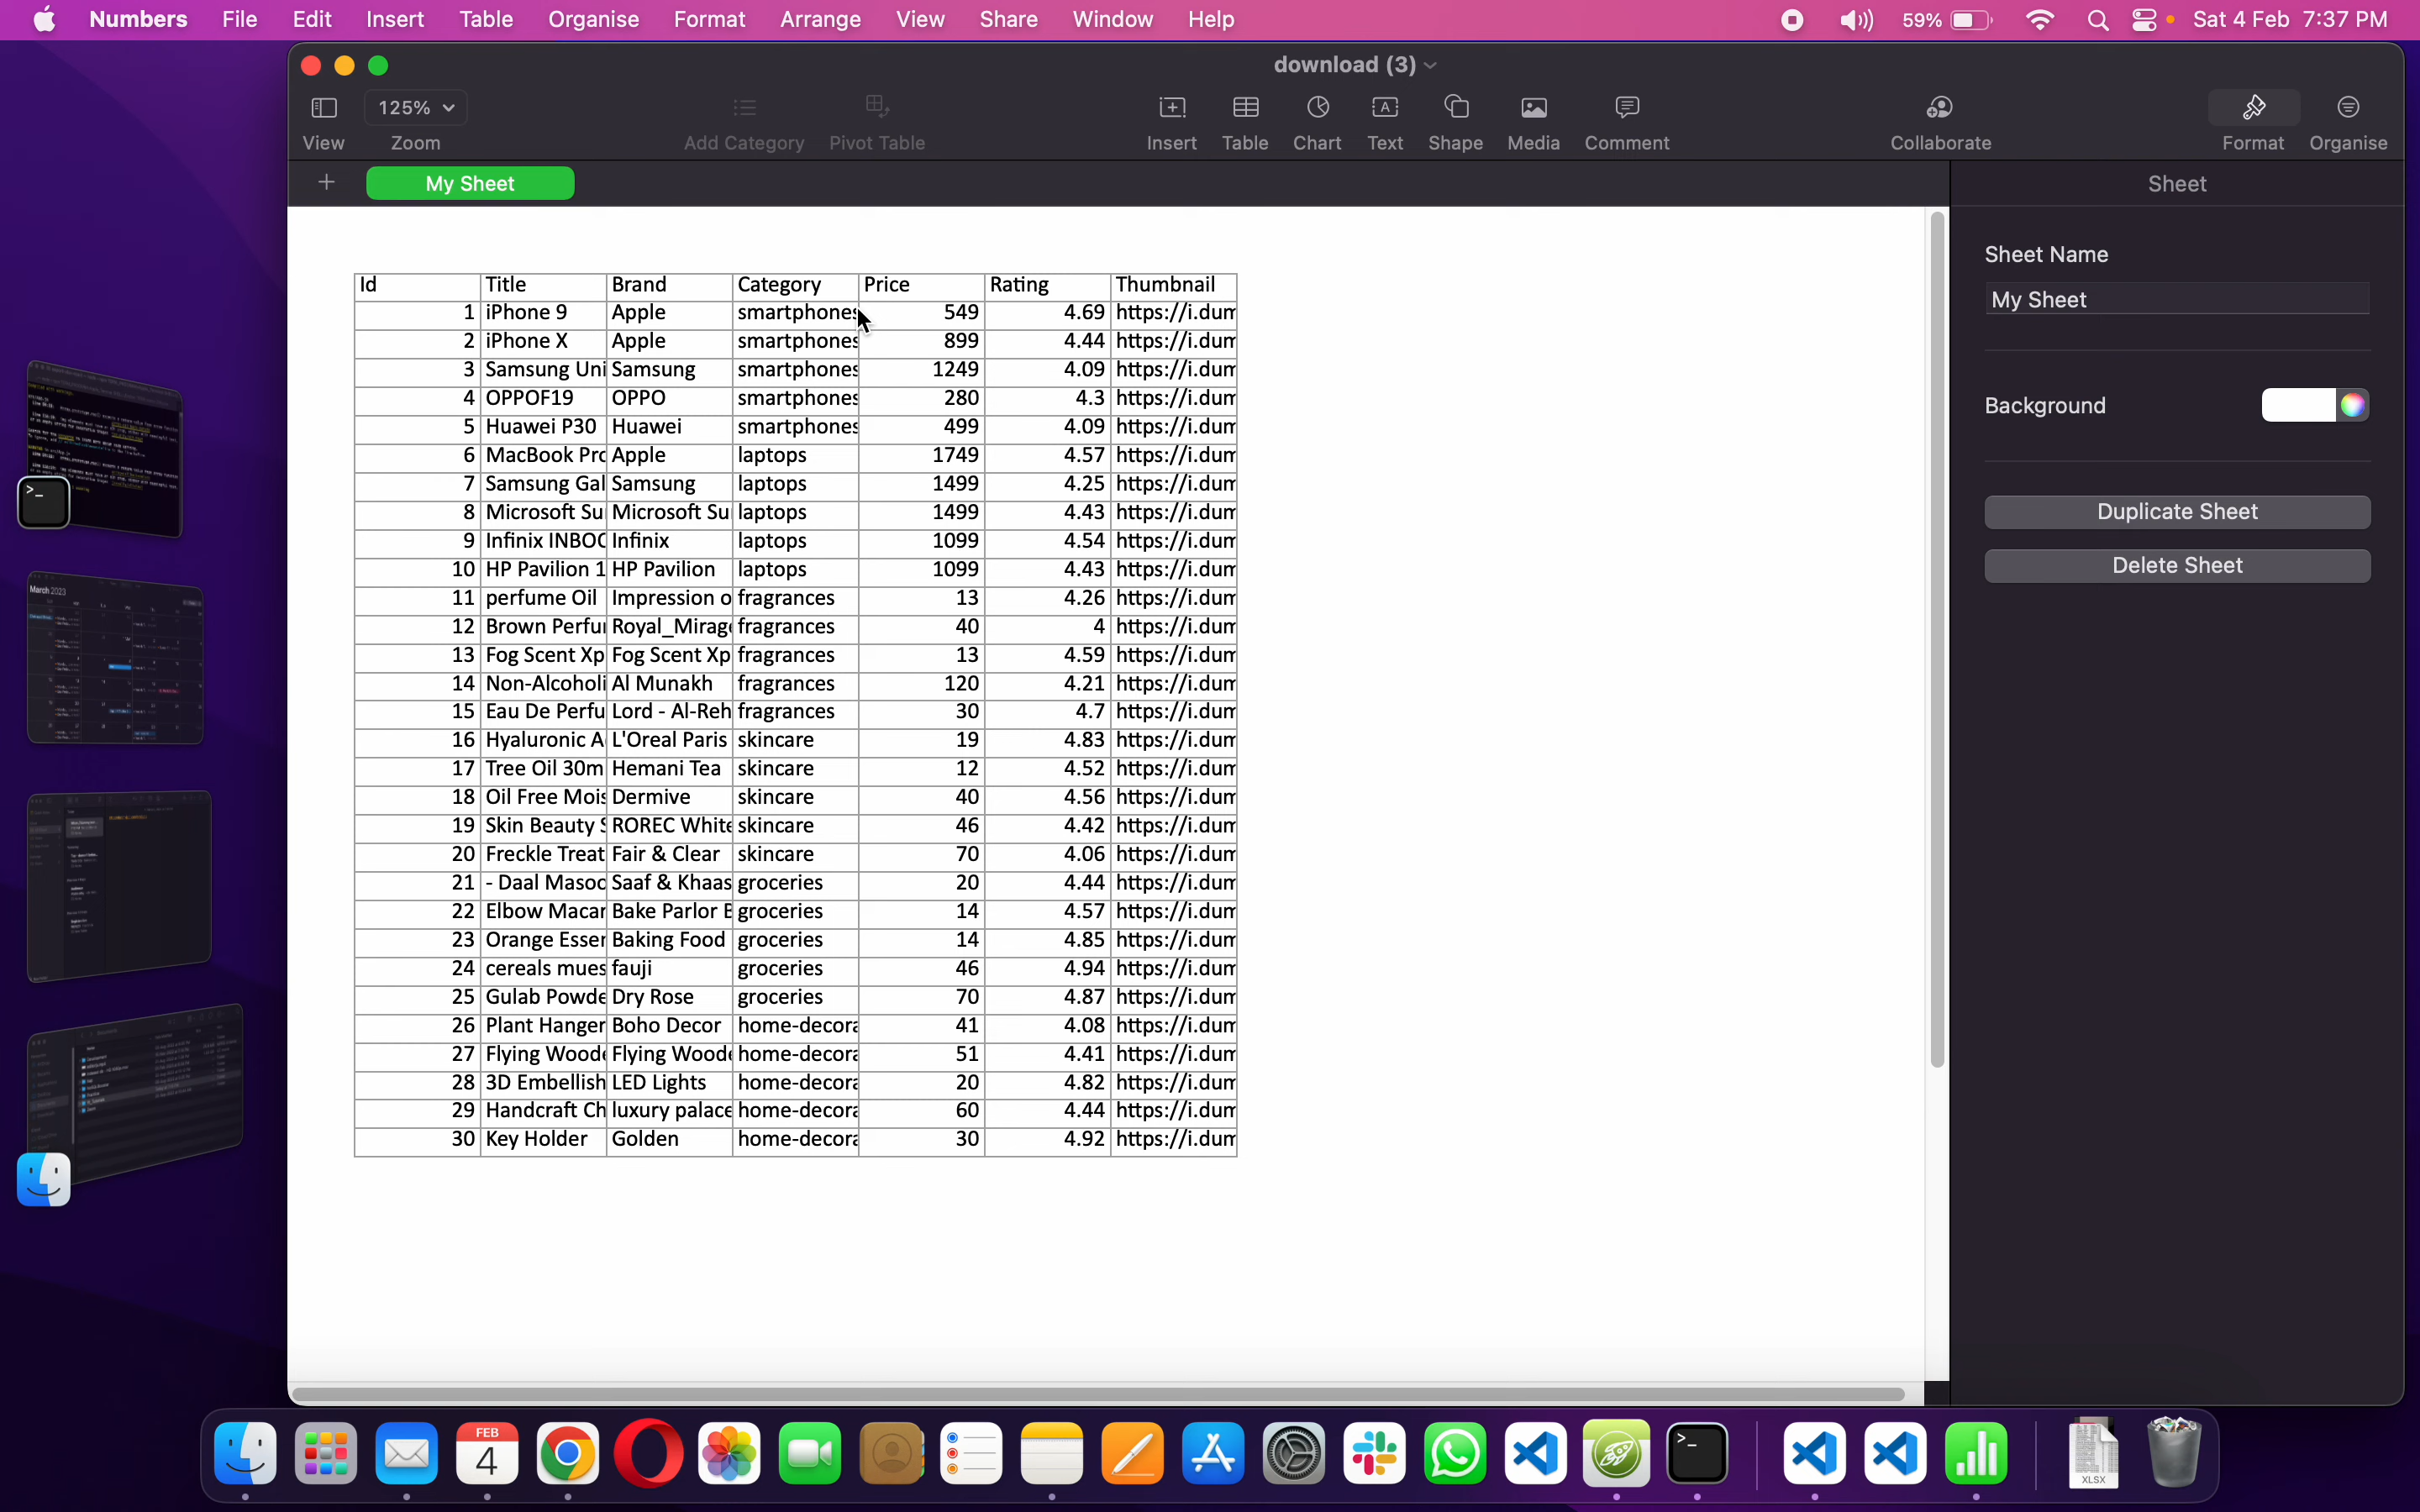 Numbers File Edit Insert Table Organise Format Arrange View Share Window Help 59% Sat 4 Feb 7:37 PM
download (3)
125%
View Zoom Add Category Pivot Table Insert Table Chart Text Shape Media Comment Collaborate Format Organise
My Sheet
Sheet
Sheet Name
My Sheet
Background
Duplicate Sheet
Delete Sheet
Id Title Brand Category Price Rating Thumbnail
1 iPhone 9 Apple smartphones 549 4.69 https://i.dum
2 iPhone X Apple smartphones 899 4.44 https://i.dum
3 Samsung Uni Samsung smartphones 1249 4.09 https://i.dum
4 OPPOF19 OPPO smartphones 280 4.3 https://i.dum
5 Huawei P30 Huawei smartphones 499 4.09 https://i.dum
6 MacBook Pro Apple laptops 1749 4.57 https://i.dum
7 Samsung Gal Samsung laptops 1499 4.25 https://i.dum
8 Microsoft Su Microsoft Su laptops 1499 4.43 https://i.dum
9 Infinix INBOO Infinix laptops 1099 4.54 https://i.dum
10 HP Pavilion 1 HP Pavilion laptops 1099 4.43 https://i.dum
11 perfume Oil Impression o fragrances 13 4.26 https://i.dum
12 Brown Perfu Royal_Mirage fragrances 40 4 https://i.dum
13 Fog Scent Xp Fog Scent Xp fragrances 13 4.59 https://i.dum
14 Non-Alcoholi Al Munakh fragrances 120 4.21 https://i.dum
15 Eau De Perfu Lord - Al-Reh fragrances 30 4.7 https://i.dum
16 Hyaluronic A L'Oreal Paris skincare 19 4.83 https://i.dum
17 Tree Oil 30m Hemani Tea skincare 12 4.52 https://i.dum
18 Oil Free Mois Dermive skincare 40 4.56 https://i.dum
19 Skin Beauty S ROREC White skincare 46 4.42 https://i.dum
20 Freckle Treat Fair & Clear skincare 70 4.06 https://i.dum
21 - Daal Masoo Saaf & Khaas groceries 20 4.44 https://i.dum
22 Elbow Macar Bake Parlor B groceries 14 4.57 https://i.dum
23 Orange Essen Baking Food groceries 14 4.85 https://i.dum
24 cereals mues fauji groceries 46 4.94 https://i.dum
25 Gulab Powde Dry Rose groceries 70 4.87 https://i.dum
26 Plant Hanger Boho Decor home-decora 41 4.08 https://i.dum
27 Flying Woode Flying Woode home-decora 51 4.41 https://i.dum
28 3D Embellish LED Lights home-decora 20 4.82 https://i.dum
29 Handcraft Ch luxury palace home-decora 60 4.44 https://i.dum
30 Key Holder Golden home-decora 30 4.92 https://i.dum
March 2023
FEB
4
XLSX